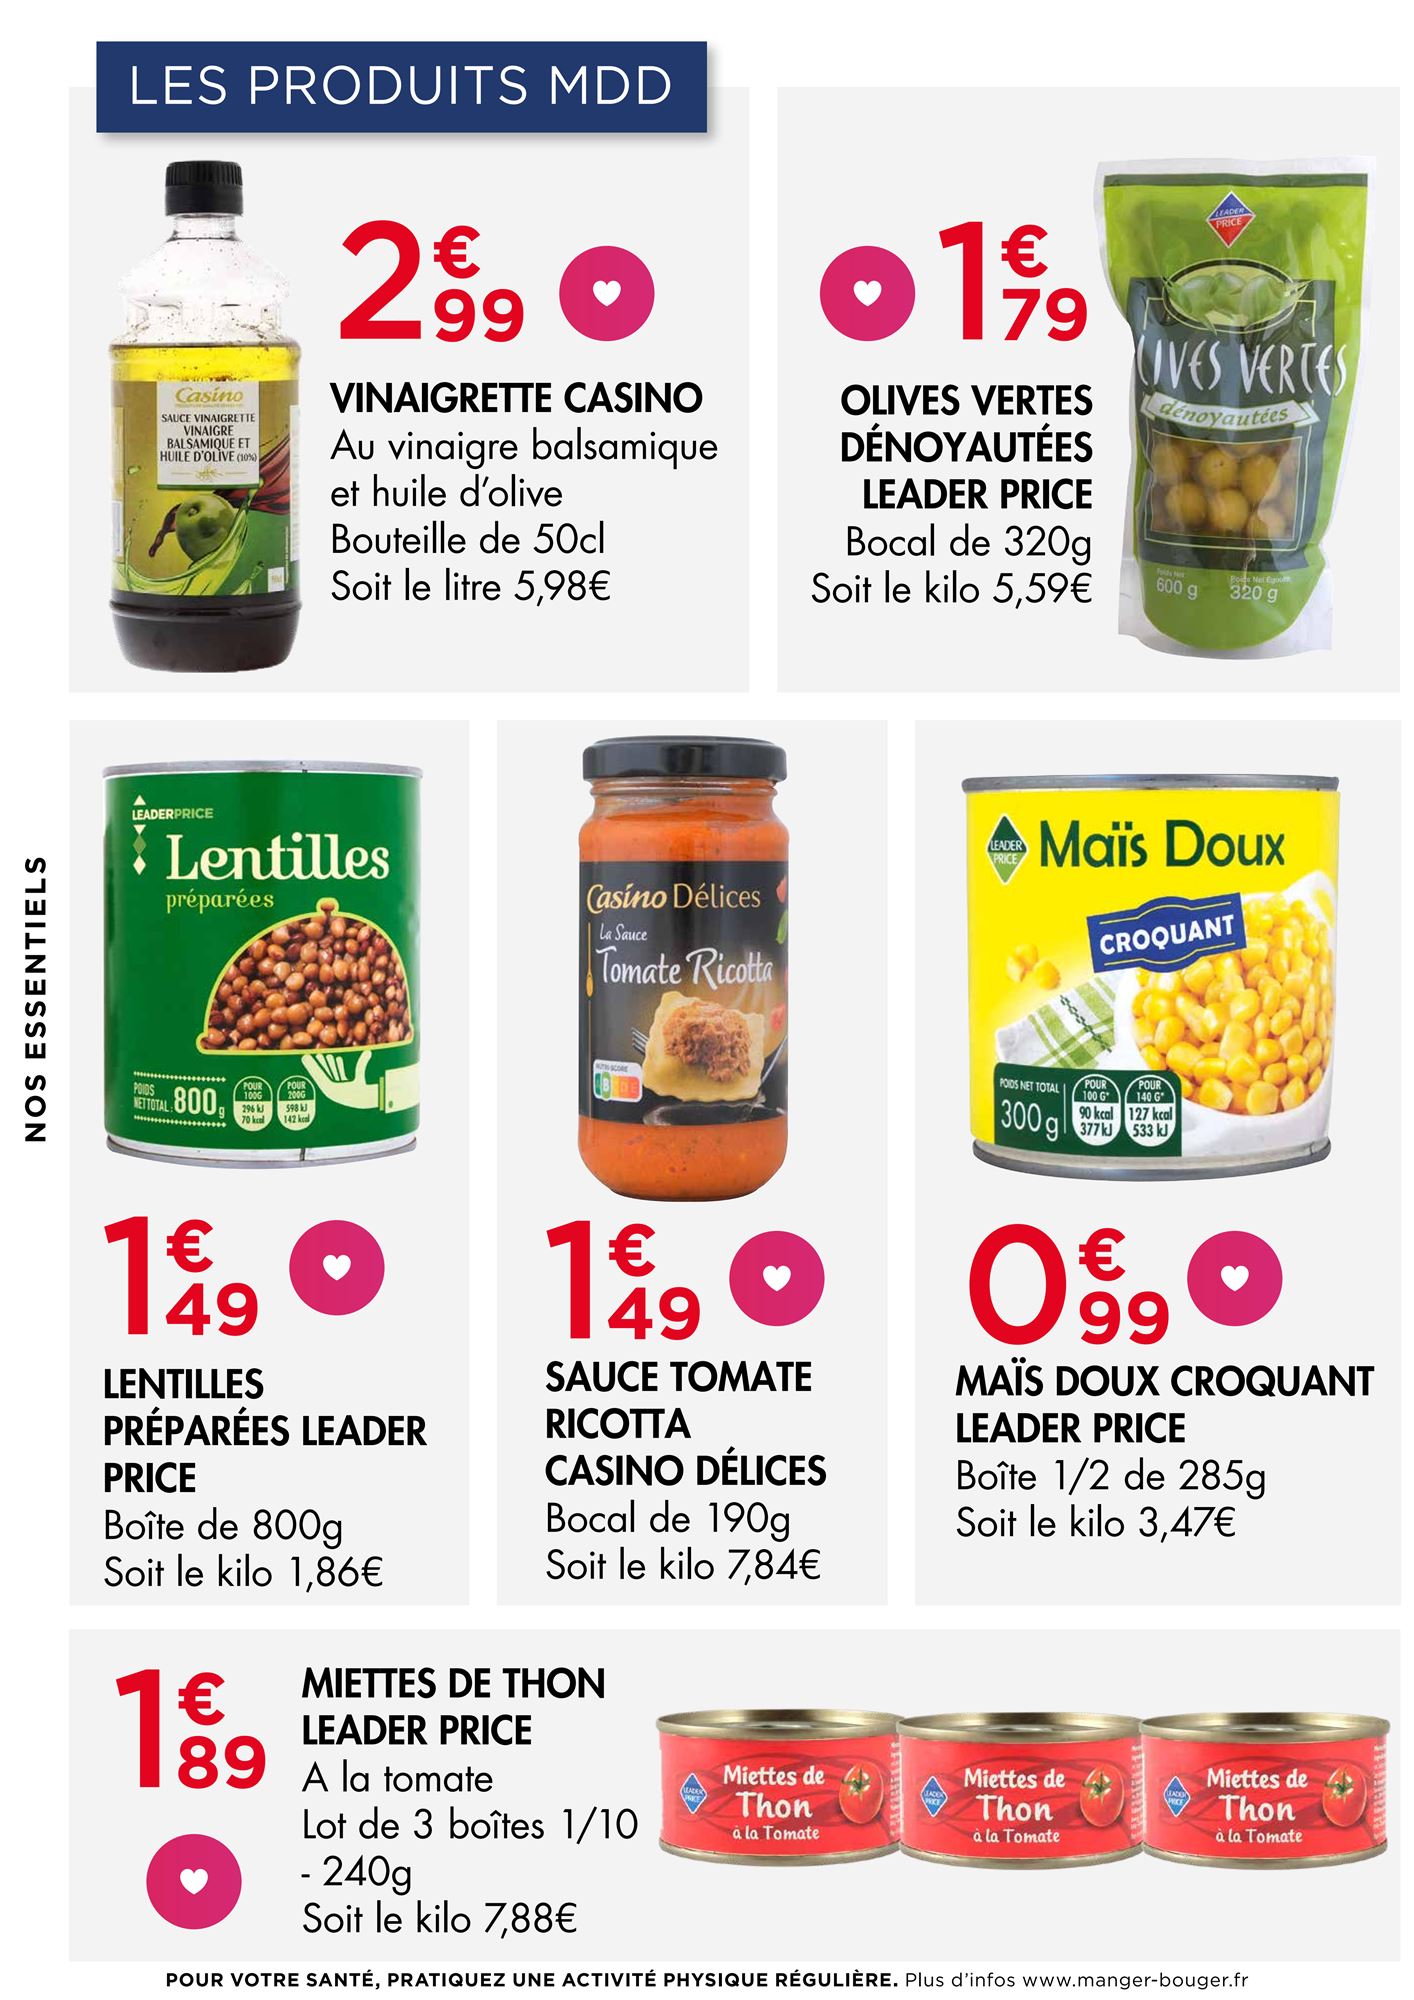 LES PRODUITS MDD
2€99
VINAIGRETTE CASINO
Au vinaigre balsamique
et huile d'olive
Bouteille de 50cl
Soit le litre 5,98€
Casino
SAUCE VINAIGRETTE
VINAIGRE
BALSAMIQUE ET
HUILE D'OLIVE (10%)
1€79
OLIVES VERTES
DÉNOYAUTÉES
LEADER PRICE
Bocal de 320g
Soit le kilo 5,59€
LEADER
PRICE
LIVES VERTES
dénoyautées
Poids Net
600 g
Poids Net Egoutté
320 g
NOS ESSENTIELS
LEADERPRICE
Lentilles
préparées
POIDS
NET TOTAL : 800g
POUR
100G
296 kJ
70 kcal
POUR
200G
598 kJ
142 kcal
1€49
LENTILLES
PRÉPARÉES LEADER
PRICE
Boîte de 800g
Soit le kilo 1,86€
Casino Délices
La Sauce
Tomate Ricotta
NUTRI-SCORE
B
1€49
SAUCE TOMATE
RICOTTA
CASINO DÉLICES
Bocal de 190g
Soit le kilo 7,84€
LEADER
PRICE
Maïs Doux
CROQUANT
POIDS NET TOTAL
300g
POUR
100 G*
90 kcal
377 kJ
POUR
140 G*
127 kcal
533 kJ
0€99
MAÏS DOUX CROQUANT
LEADER PRICE
Boîte 1/2 de 285g
Soit le kilo 3,47€
1€89
MIETTES DE THON
LEADER PRICE
A la tomate
Lot de 3 boîtes 1/10
- 240g
Soit le kilo 7,88€
LEADER
PRICE
Miettes de
Thon
à la Tomate
LEADER
PRICE
Miettes de
Thon
à la Tomate
LEADER
PRICE
Miettes de
Thon
à la Tomate
POUR VOTRE SANTÉ, PRATIQUEZ UNE ACTIVITÉ PHYSIQUE RÉGULIÈRE. Plus d'infos www.manger-bouger.fr